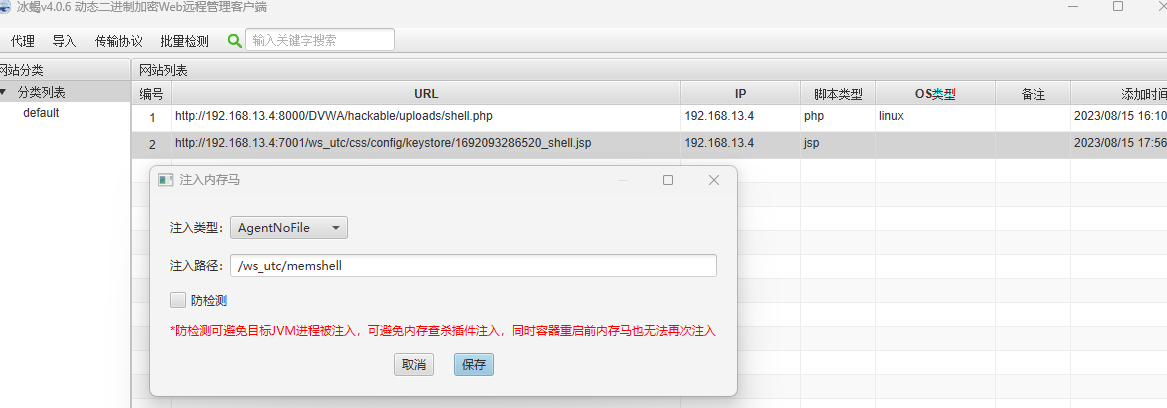 冰蝎v4.0.6 动态二进制加密Web远程管理客户端
代理 导入 传输协议 批量检测 输入关键字搜索
网站分类 网站列表
分类列表 编号 URL IP 脚本类型 OS类型 备注 添加时间
default
1 http://192.168.13.4:8000/DVWA/hackable/uploads/shell.php 192.168.13.4 php linux 2023/08/15 16:10
2 http://192.168.13.4:7001/ws_utc/css/config/keystore/1692093286520_shell.jsp 192.168.13.4 jsp 2023/08/15 17:56
注入内存马
注入类型： AgentNoFile
注入路径： /ws_utc/memshell
防检测
*防检测可避免目标JVM进程被注入，可避免内存查杀插件注入，同时容器重启前内存马也无法再次注入
取消 保存